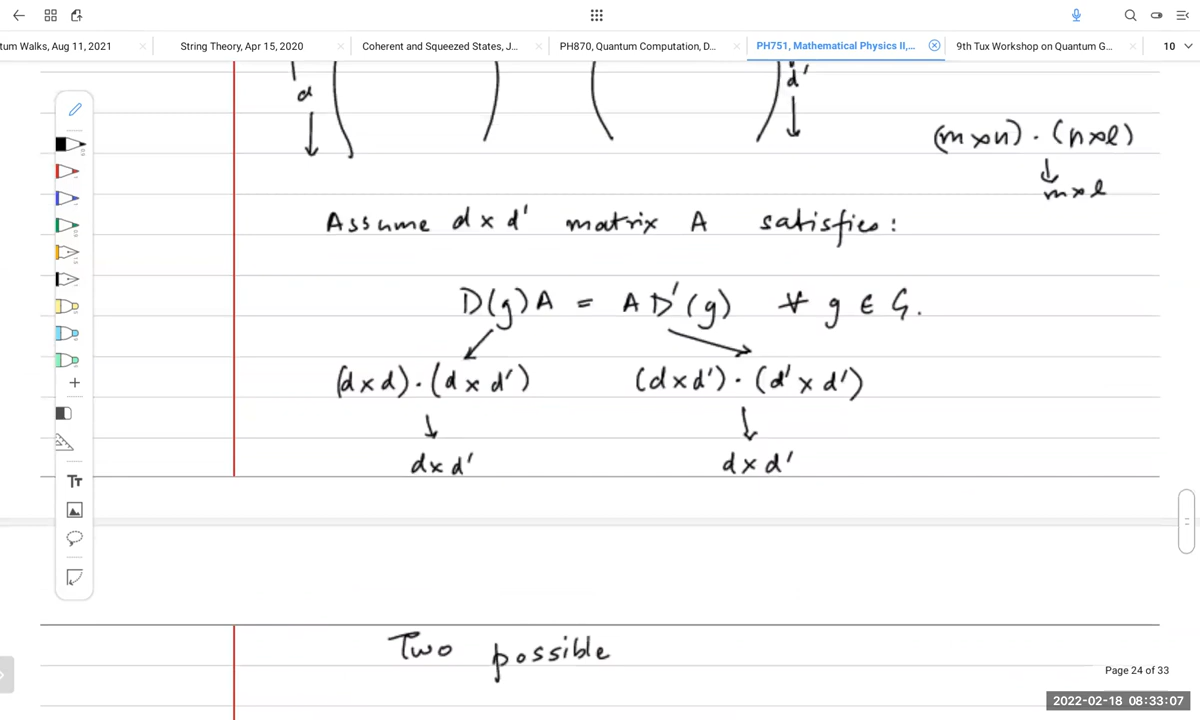 tum Walks, Aug 11, 2021
String Theory, Apr 15, 2020
Coherent and Squeezed States, J...
PH870, Quantum Computation, D...
PH751, Mathematical Physics II,...
9th Tux Workshop on Quantum G...
10
d
d'
(m×n) . (n×l)
↓
m×l
Assume d×d' matrix A satisfies :
D(g)A = AD'(g) ∀ g ∈ G.
(d×d) . (d×d') (d×d') . (d'×d')
↓ ↓
d×d' d×d'
Tт
Two possible
Page 24 of 33
2022-02-18 08:33:07